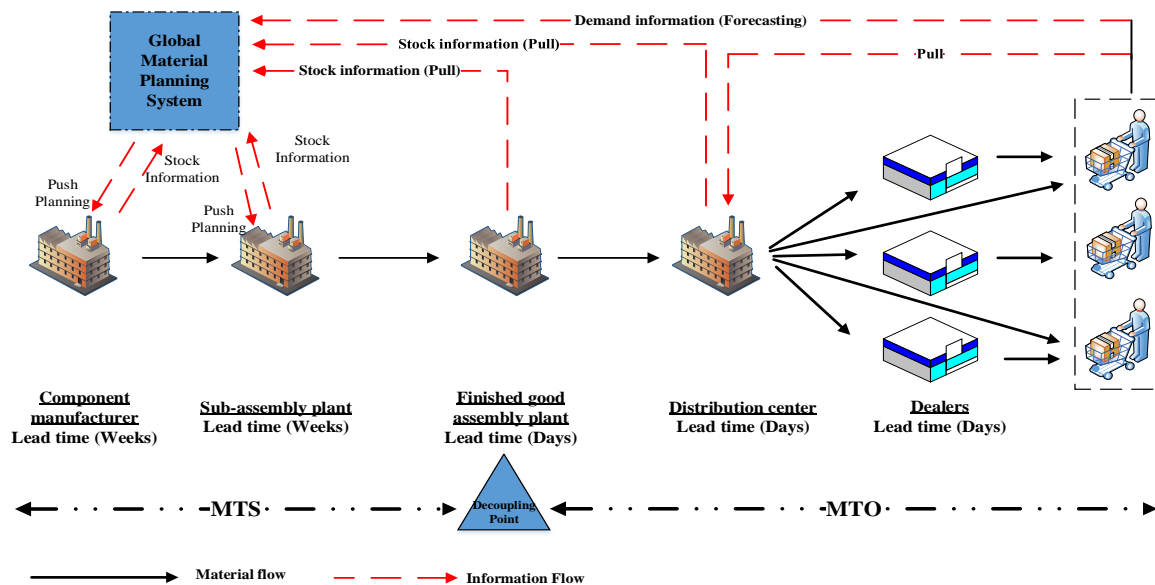 Demand information (Forecasting)
Global
Material
Planning
System
Stock information (Pull)
Pull
Stock information (Pull)
Stock
Information
Stock
Information
Push
Planning
Push
Planning
Component
manufacturer
Lead time (Weeks)
Sub-assembly plant
Lead time (Weeks)
Finished good
assembly plant
Lead time (Days)
Distribution center
Lead time (Days)
Dealers
Lead time (Days)
MTS
Decoupling
Point
MTO
Material flow
Information Flow